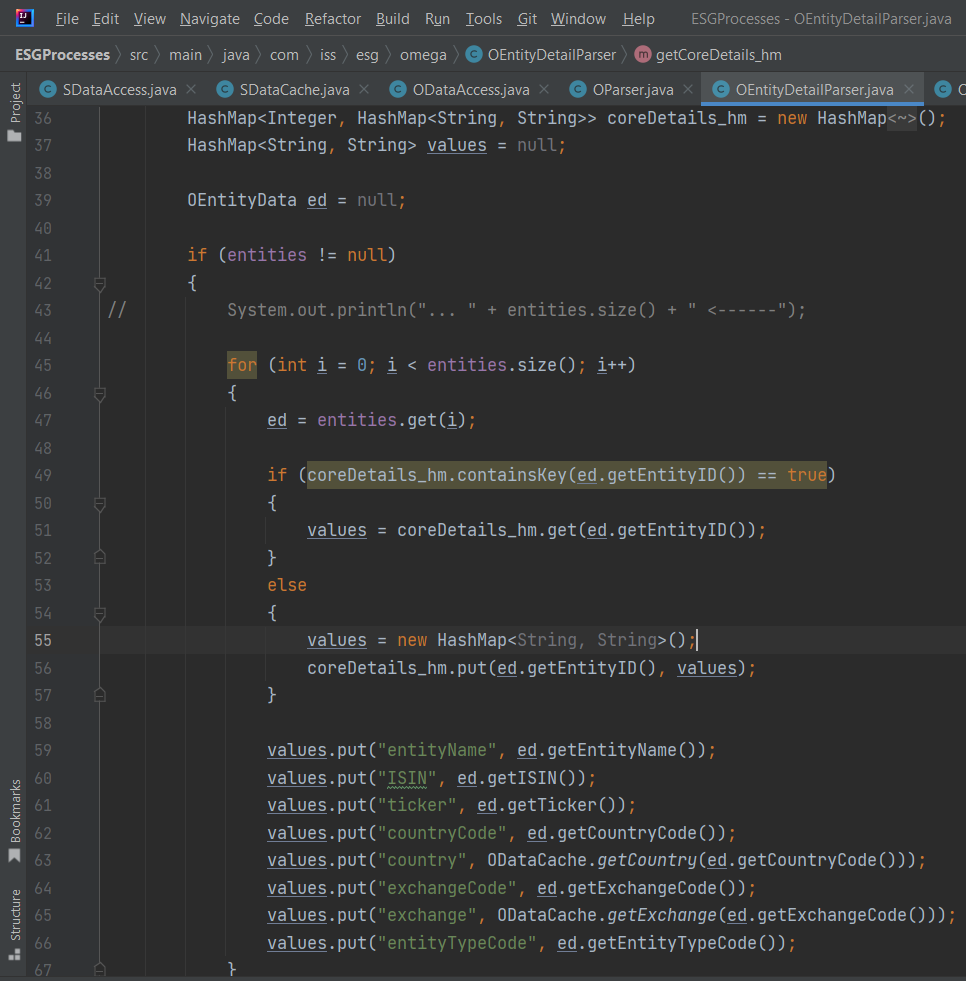 File Edit View Navigate Code Refactor Build Run Tools Git Window Help ESGProcesses - OEntityDetailParser.java
ESGProcesses src main java com iss esg omega C OEntityDetailParser m getCoreDetails_hm
C SDataAccess.java C SDataCache.java C ODataAccess.java C OParser.java C OEntityDetailParser.java C O
Project
Bookmarks
Structure
36 HashMap<Integer, HashMap<String, String>> coreDetails_hm = new HashMap<~>();
37 HashMap<String, String> values = null;
38
39 OEntityData ed = null;
40
41 if (entities != null)
42 {
43 // System.out.println("... " + entities.size() + " <------");
44
45 for (int i = 0; i < entities.size(); i++)
46 {
47 ed = entities.get(i);
48
49 if (coreDetails_hm.containsKey(ed.getEntityID()) == true)
50 {
51 values = coreDetails_hm.get(ed.getEntityID());
52 }
53 else
54 {
55 values = new HashMap<String, String>();
56 coreDetails_hm.put(ed.getEntityID(), values);
57 }
58
59 values.put("entityName", ed.getEntityName());
60 values.put("ISIN", ed.getISIN());
61 values.put("ticker", ed.getTicker());
62 values.put("countryCode", ed.getCountryCode());
63 values.put("country", ODataCache.getCountry(ed.getCountryCode()));
64 values.put("exchangeCode", ed.getExchangeCode());
65 values.put("exchange", ODataCache.getExchange(ed.getExchangeCode()));
66 values.put("entityTypeCode", ed.getEntityTypeCode());
67 }